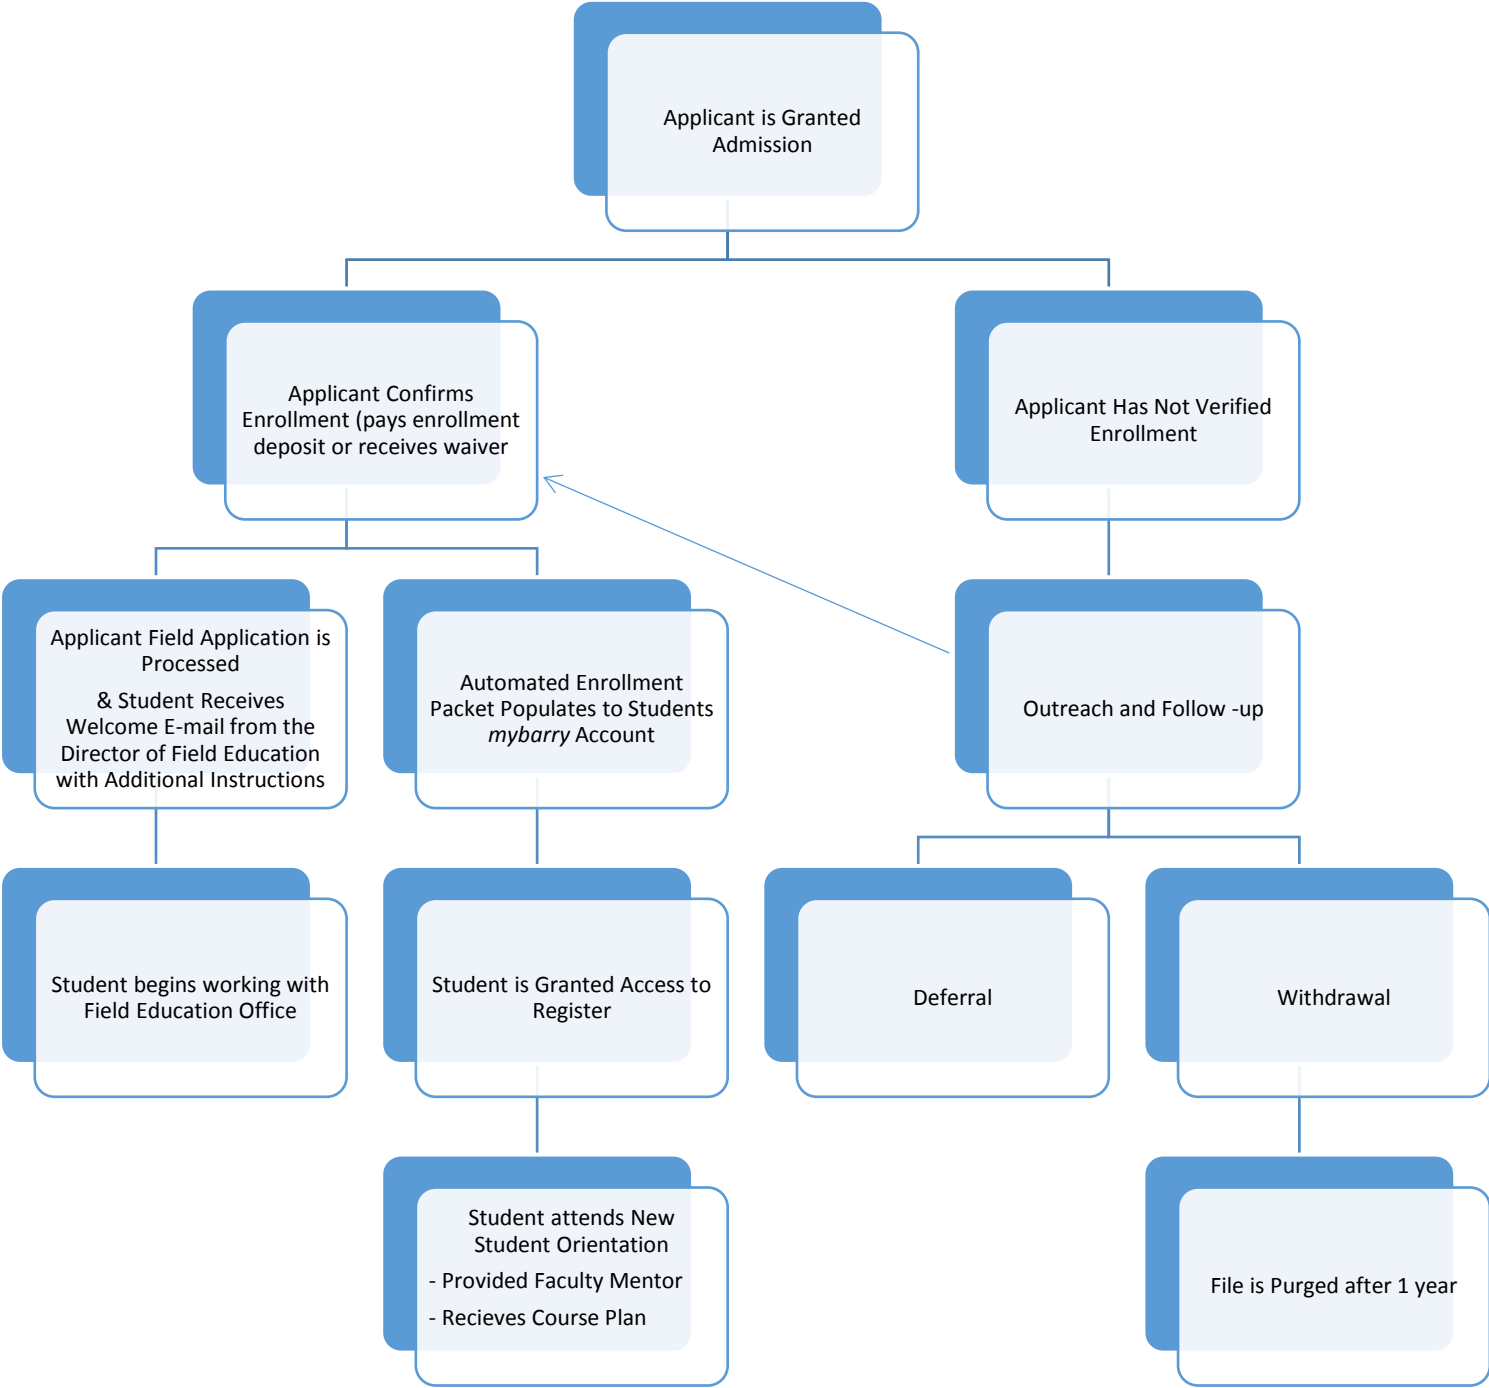 Applicant is Granted
Admission
Applicant Confirms
Enrollment (pays enrollment
deposit or receives waiver
Applicant Has Not Verified
Enrollment
Applicant Field Application is
Processed
& Student Receives
Welcome E-mail from the
Director of Field Education
with Additional Instructions
Automated Enrollment
Packet Populates to Students
mybarry Account
Outreach and Follow -up
Student begins working with
Field Education Office
Student is Granted Access to
Register
Deferral
Withdrawal
Student attends New
Student Orientation
- Provided Faculty Mentor
- Recieves Course Plan
File is Purged after 1 year